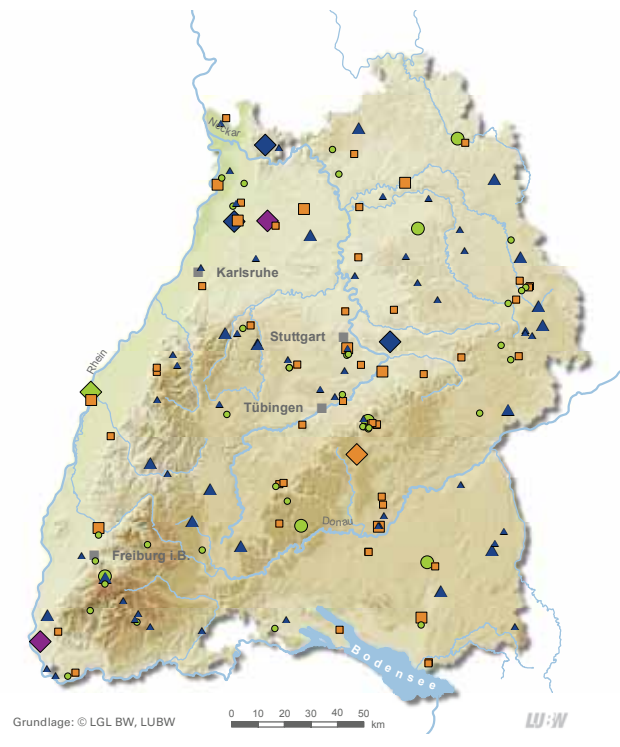 Neckar
Karlsruhe
Stuttgart
Rhein
Tübingen
Donau
Freiburg i.B.
Bodensee
Grundlage: © LGL BW, LUBW
0 10 20 30 40 50 km
LUBW